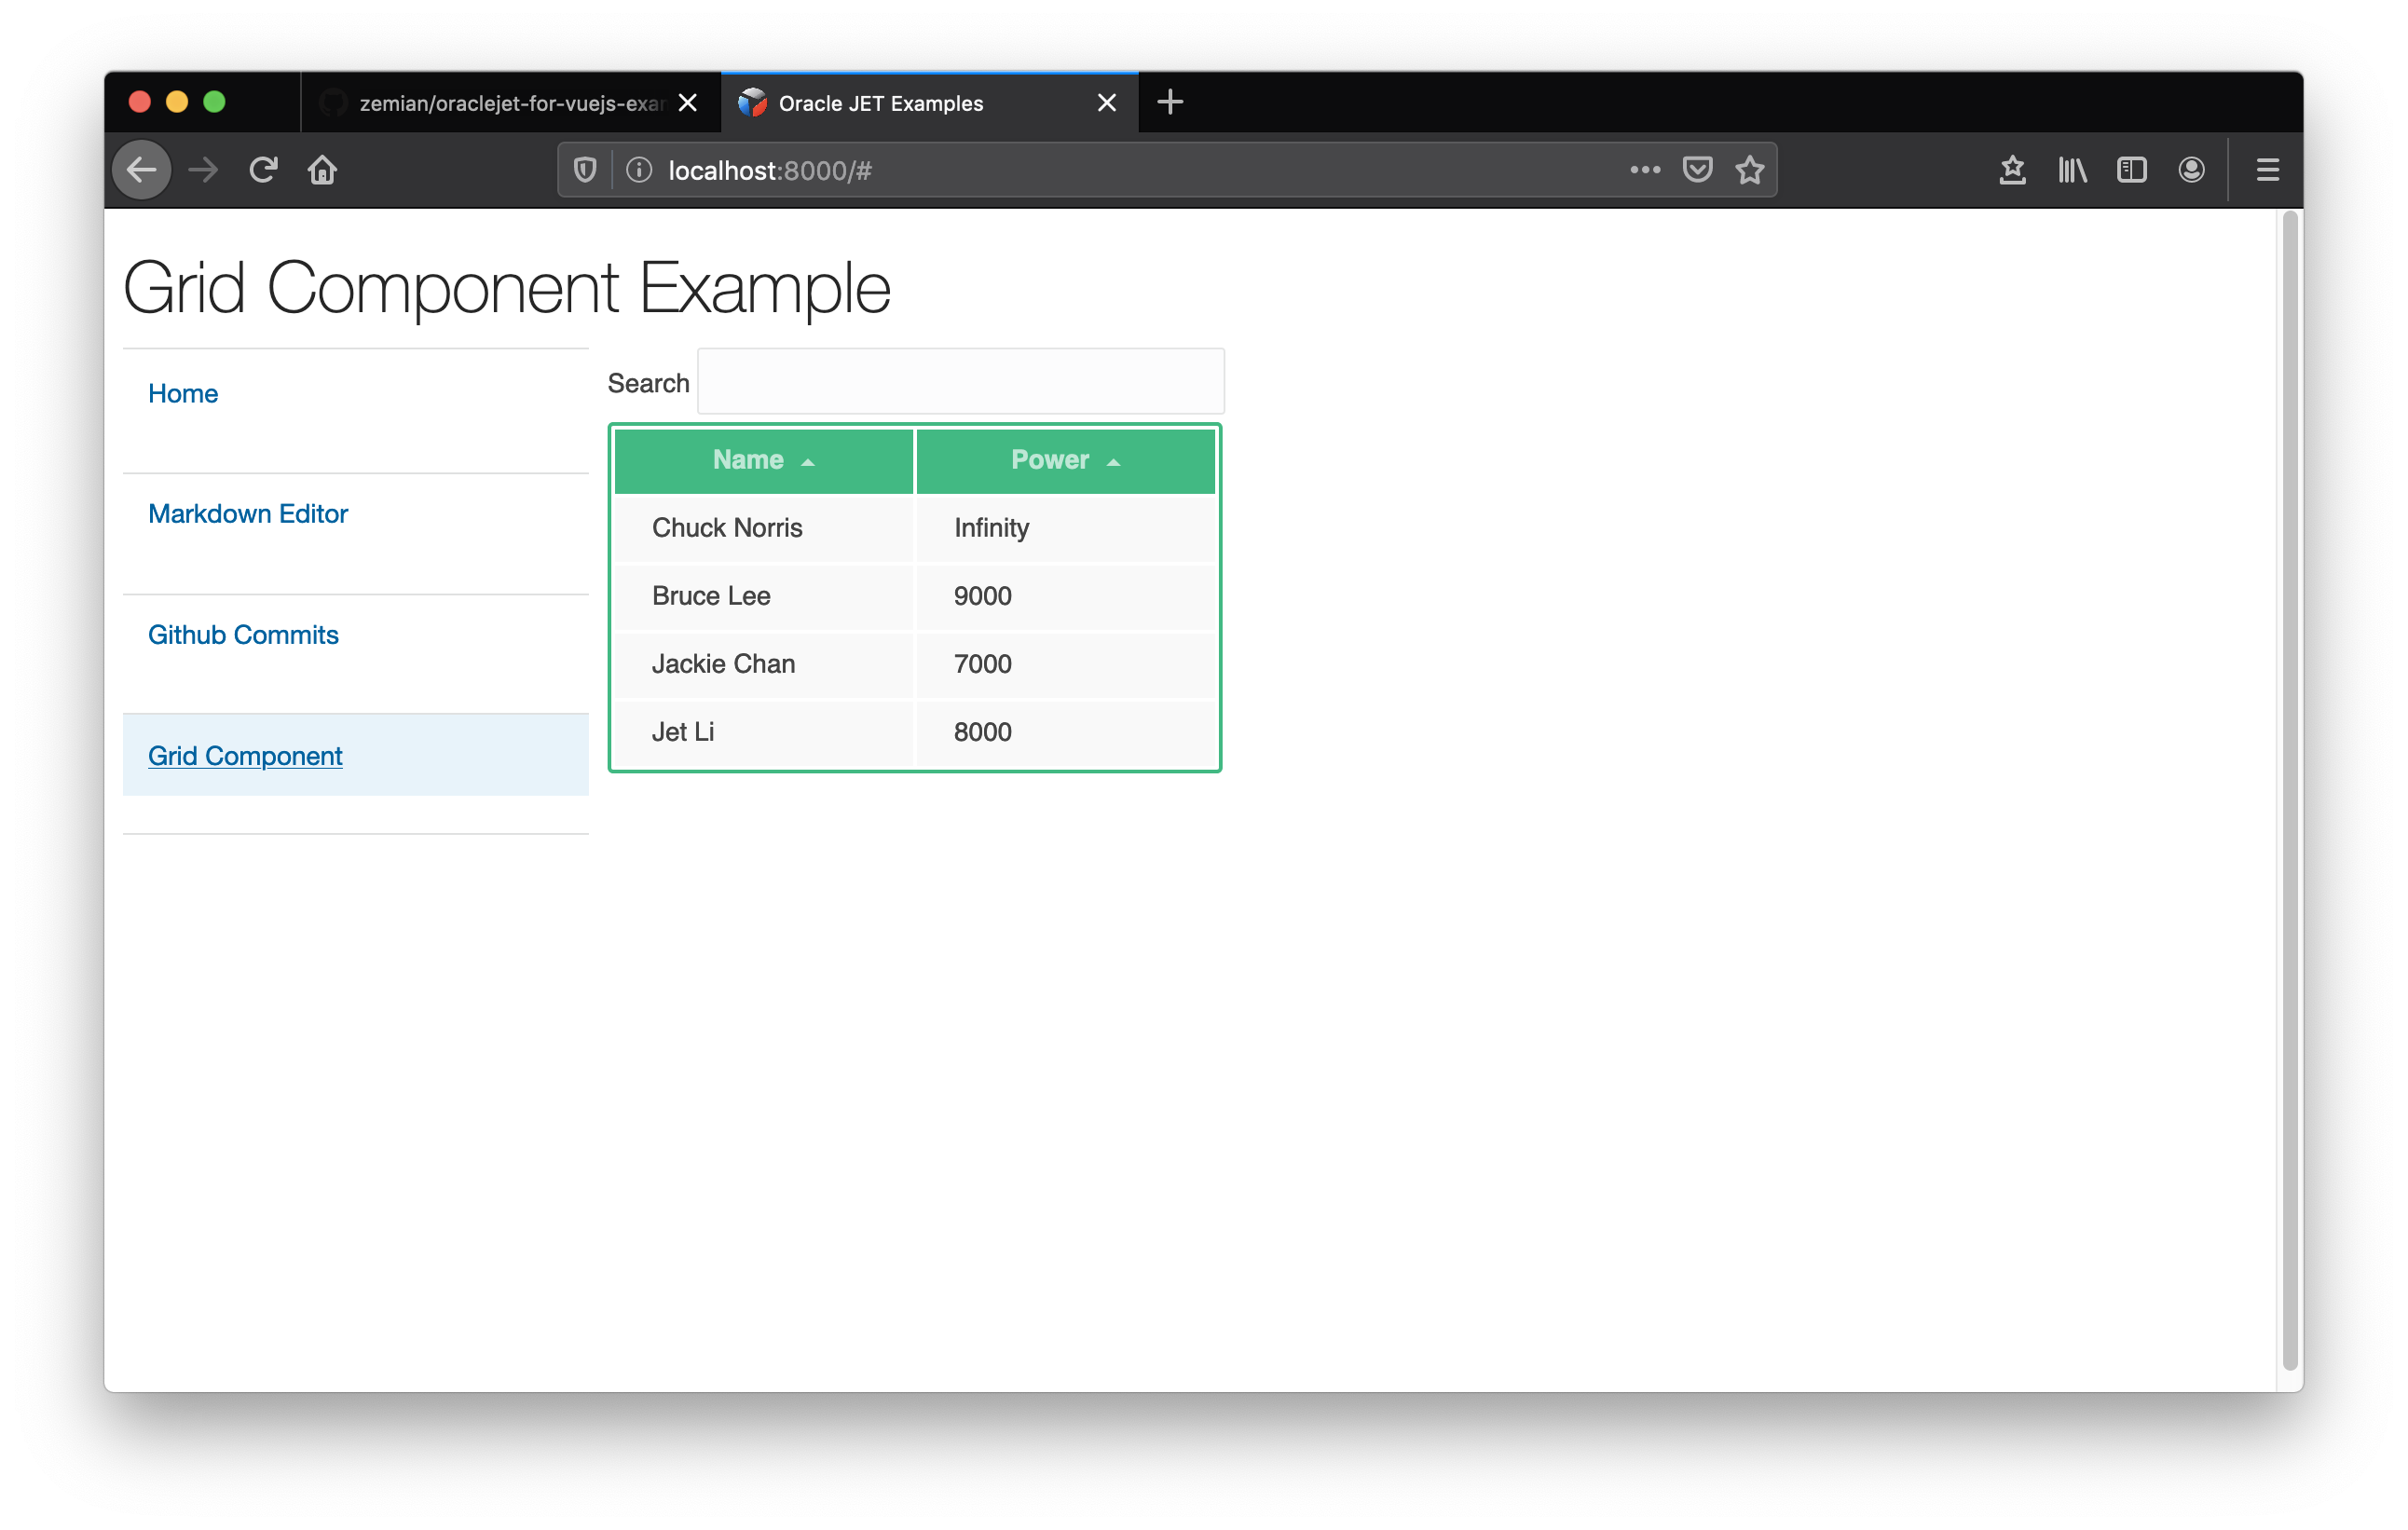 zemian/oraclejet-for-vuejs-exa
Oracle JET Examples
localhost:8000/#
Grid Component Example
Home
Markdown Editor
Github Commits
Grid Component
Search
Name Power
Chuck Norris Infinity
Bruce Lee 9000
Jackie Chan 7000
Jet Li 8000